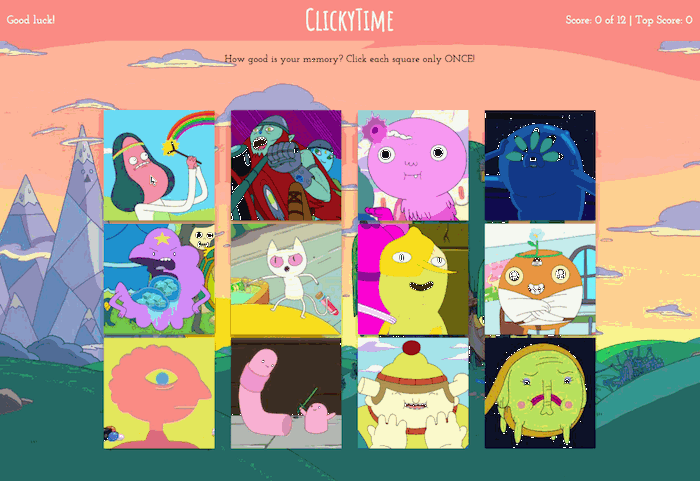 Good luck!
ClickyTime
Score: 0 of 12 | Top Score: 0
How good is your memory? Click each square only ONCE!